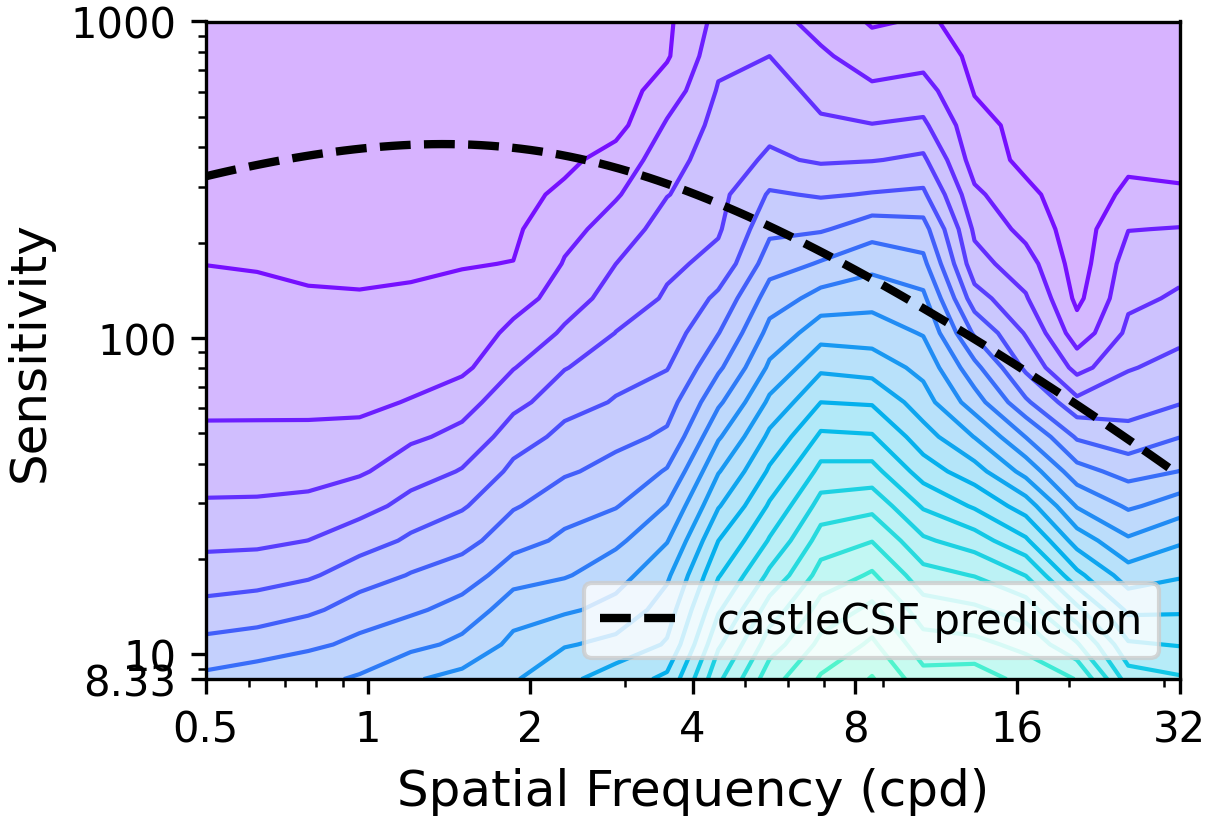 1000
100
10
8.33
Sensitivity
castleCSF prediction
0.5 1 2 4 8 16 32
Spatial Frequency (cpd)